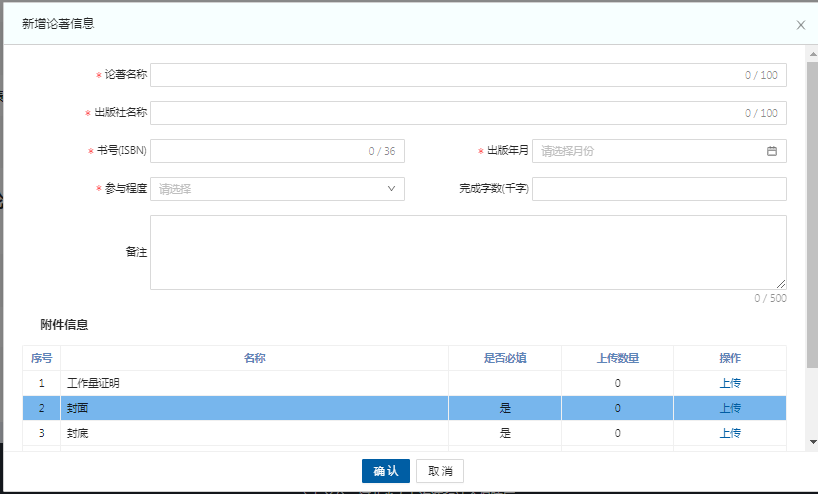 新增论著信息
* 论著名称 0 / 100
* 出版社名称 0 / 100
* 书号(ISBN) 0 / 36 * 出版年月 请选择月份
* 参与程度 请选择 完成字数(千字)
备注
0 / 500
附件信息
序号 名称 是否必填 上传数量 操作
1 工作量证明 0 上传
2 封面 是 0 上传
3 封底 是 0 上传
确认 取消